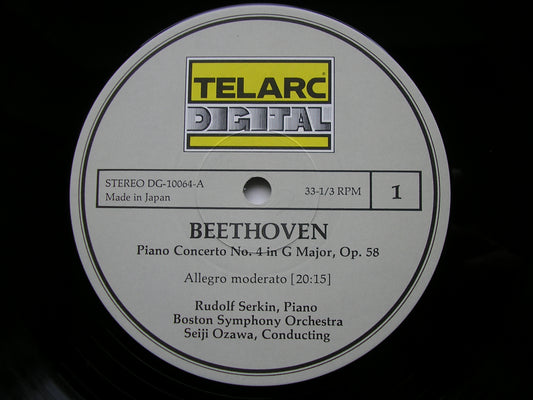 TELARC®
DIGITAL
STEREO DG-10064-A
Made in Japan
33-1/3 RPM
1
BEETHOVEN
Piano Concerto No. 4 in G Major, Op. 58
Allegro moderato [20:15]
Rudolf Serkin, Piano
Boston Symphony Orchestra
Seiji Ozawa, Conducting